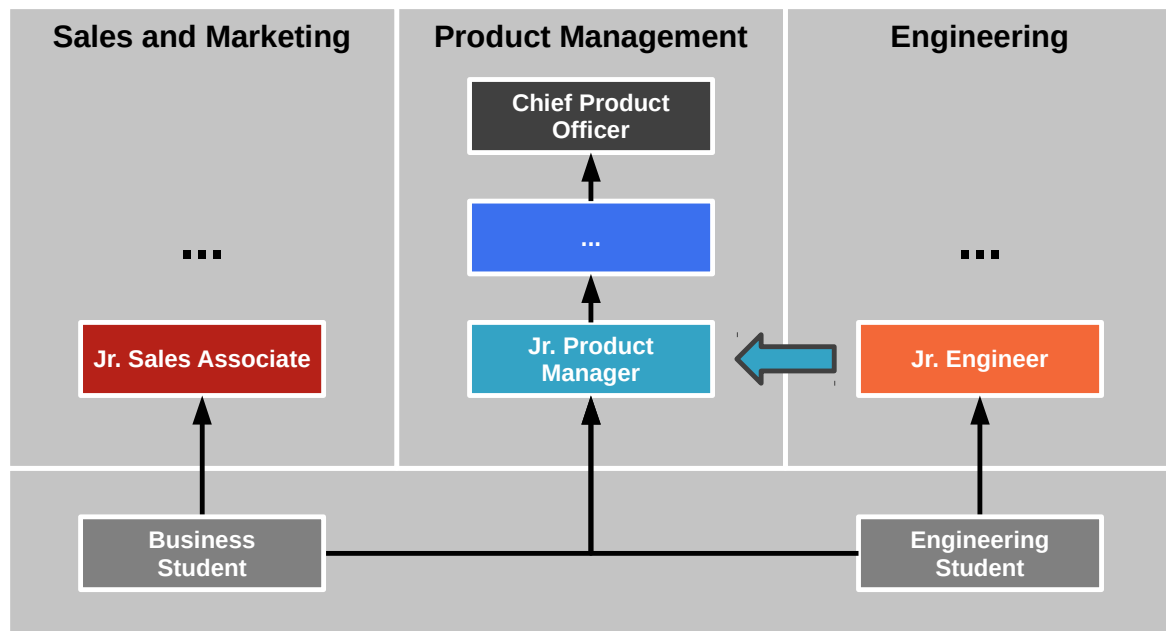 Sales and Marketing
Product Management
Engineering
Chief Product
Officer
...
...
...
Jr. Sales Associate
Jr. Product
Manager
Jr. Engineer
Business
Student
Engineering
Student